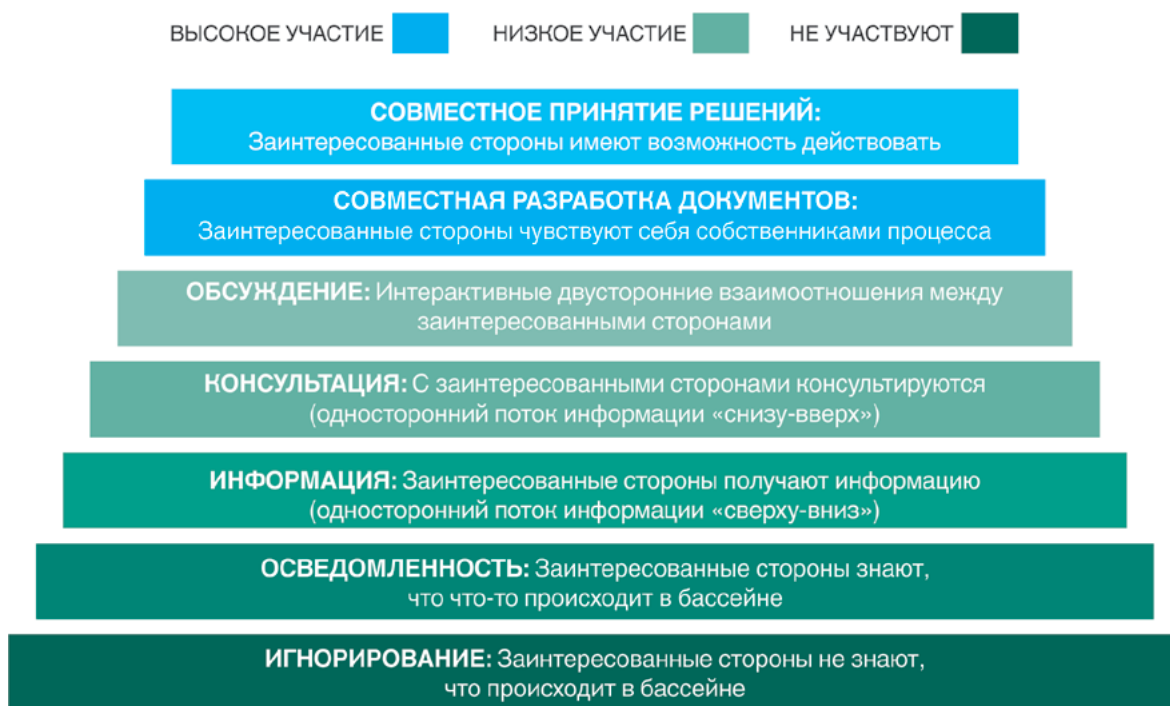 ВЫСОКОЕ УЧАСТИЕ НИЗКОЕ УЧАСТИЕ НЕ УЧАСТВУЮТ
СОВМЕСТНОЕ ПРИНЯТИЕ РЕШЕНИЙ:
Заинтересованные стороны имеют возможность действовать
СОВМЕСТНАЯ РАЗРАБОТКА ДОКУМЕНТОВ:
Заинтересованные стороны чувствуют себя собственниками процесса
ОБСУЖДЕНИЕ: Интерактивные двусторонние взаимоотношения между
заинтересованными сторонами
КОНСУЛЬТАЦИЯ: С заинтересованными сторонами консультируются
(односторонний поток информации «снизу-вверх»)
ИНФОРМАЦИЯ: Заинтересованные стороны получают информацию
(односторонний поток информации «сверху-вниз»)
ОСВЕДОМЛЕННОСТЬ: Заинтересованные стороны знают,
что что-то происходит в бассейне
ИГНОРИРОВАНИЕ: Заинтересованные стороны не знают,
что происходит в бассейне